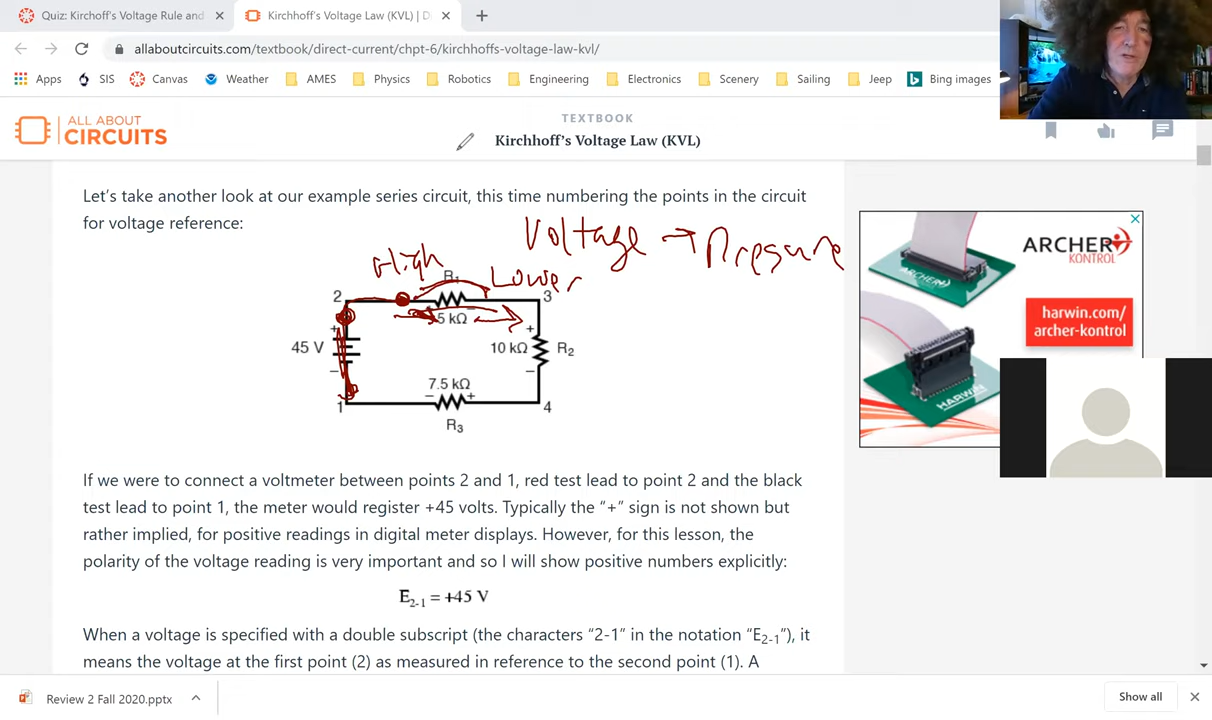 Quiz: Kirchoff's Voltage Rule and
Kirchhoff's Voltage Law (KVL) | D
allaboutcircuits.com/textbook/direct-current/chpt-6/kirchhoffs-voltage-law-kvl/
Apps SIS Canvas Weather AMES Physics Robotics Engineering Electronics Scenery Sailing Jeep Bing images
ALL ABOUT
CIRCUITS
TEXTBOOK
Kirchhoff's Voltage Law (KVL)
Let's take another look at our example series circuit, this time numbering the points in the circuit
for voltage reference:
Voltage → Pressure
High
Lower
R1
2
3
5 kΩ
+
+
45 V
10 kΩ
R2
-
-
7.5 kΩ
- +
1
4
R3
ARCHER
KONTROL
harwin.com/
archer-kontrol
HARWIN
If we were to connect a voltmeter between points 2 and 1, red test lead to point 2 and the black
test lead to point 1, the meter would register +45 volts. Typically the “+” sign is not shown but
rather implied, for positive readings in digital meter displays. However, for this lesson, the
polarity of the voltage reading is very important and so I will show positive numbers explicitly:
E2-1 = +45 V
When a voltage is specified with a double subscript (the characters “2-1” in the notation “E2-1”), it
means the voltage at the first point (2) as measured in reference to the second point (1). A
Review 2 Fall 2020.pptx
Show all